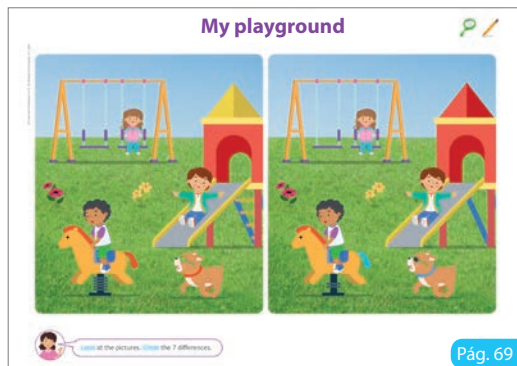 My playground
Look at the pictures. Circle the 7 differences.
Pág. 69